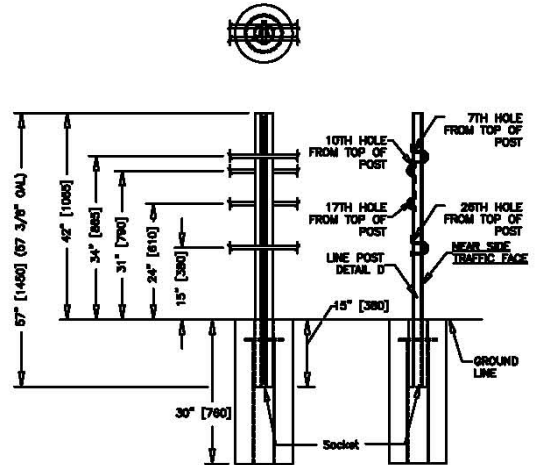 7TH HOLE
FROM TOP OF
POST
10TH HOLE
FROM TOP OF
POST
17TH HOLE
FROM TOP OF
POST
26TH HOLE
FROM TOP OF
POST
LINE POST
DETAIL D
NEAR SIDE
TRAFFIC FACE
57" [1450] (57 3/8" OAL)
42" [1065]
34" [865]
31" [790]
24" [610]
15" [380]
15" [380]
30" [760]
GROUND
LINE
Socket